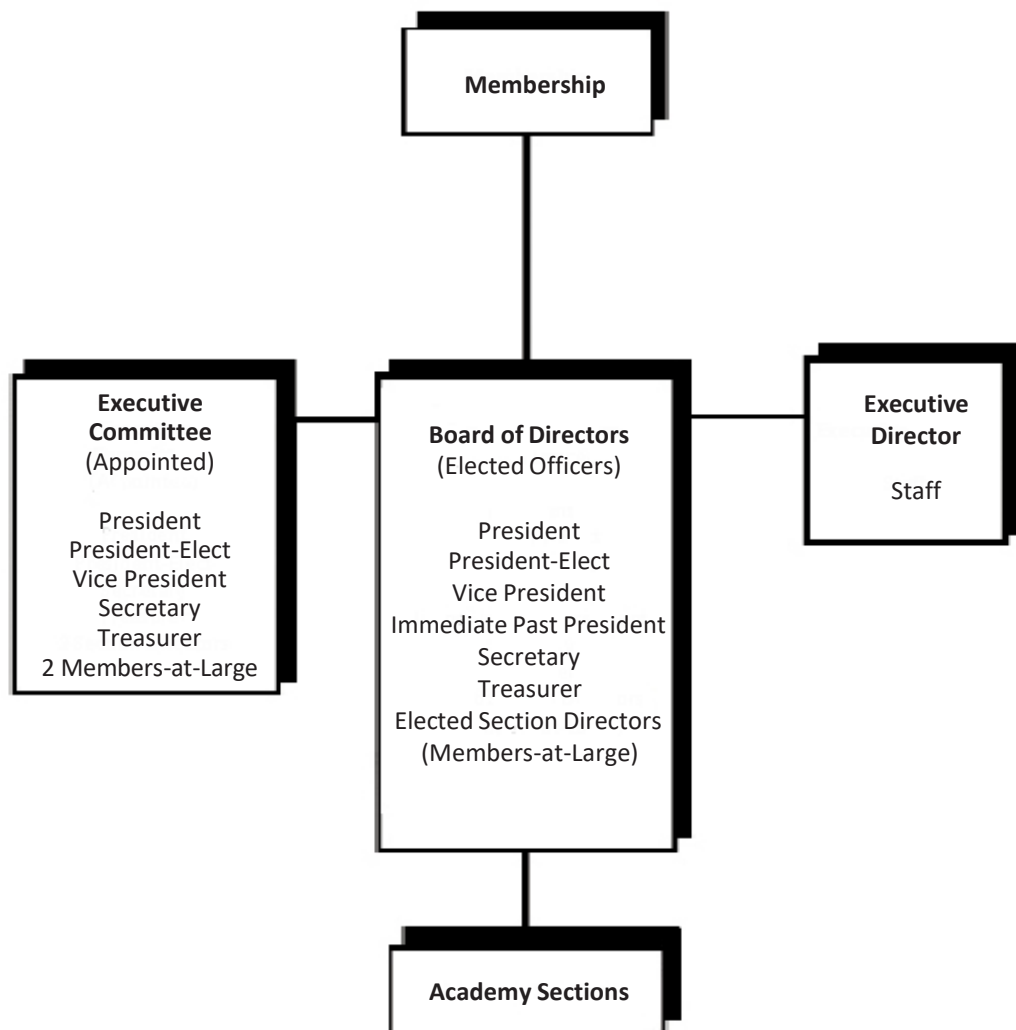 Membership
Executive
Committee
(Appointed)
President
President-Elect
Vice President
Secretary
Treasurer
2 Members-at-Large
Board of Directors
(Elected Officers)
President
President-Elect
Vice President
Immediate Past President
Secretary
Treasurer
Elected Section Directors
(Members-at-Large)
Executive
Director
Staff
Academy Sections